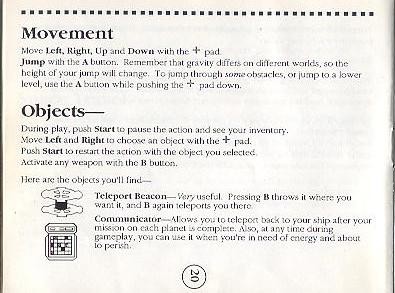 Movement
Move Left, Right, Up and Down with the ✛ pad.
Jump with the A button. Remember that gravity differs on different worlds, so the
height of your jump will change. To jump through some obstacles, or jump to a lower
level, use the A button while pushing the ✛ pad down.
Objects—
During play, push Start to pause the action and see your inventory.
Move Left and Right to choose an object with the ✛ pad.
Push Start to restart the action with the object you selected.
Activate any weapon with the B button.
Here are the objects you'll find—
Teleport Beacon—Very useful. Pressing B throws it where you
want it, and B again teleports you there.
Communicator—Allows you to teleport back to your ship after your
mission on each planet is complete. Also, at any time during
gameplay, you can use it when you're in need of energy and about
to perish.
20